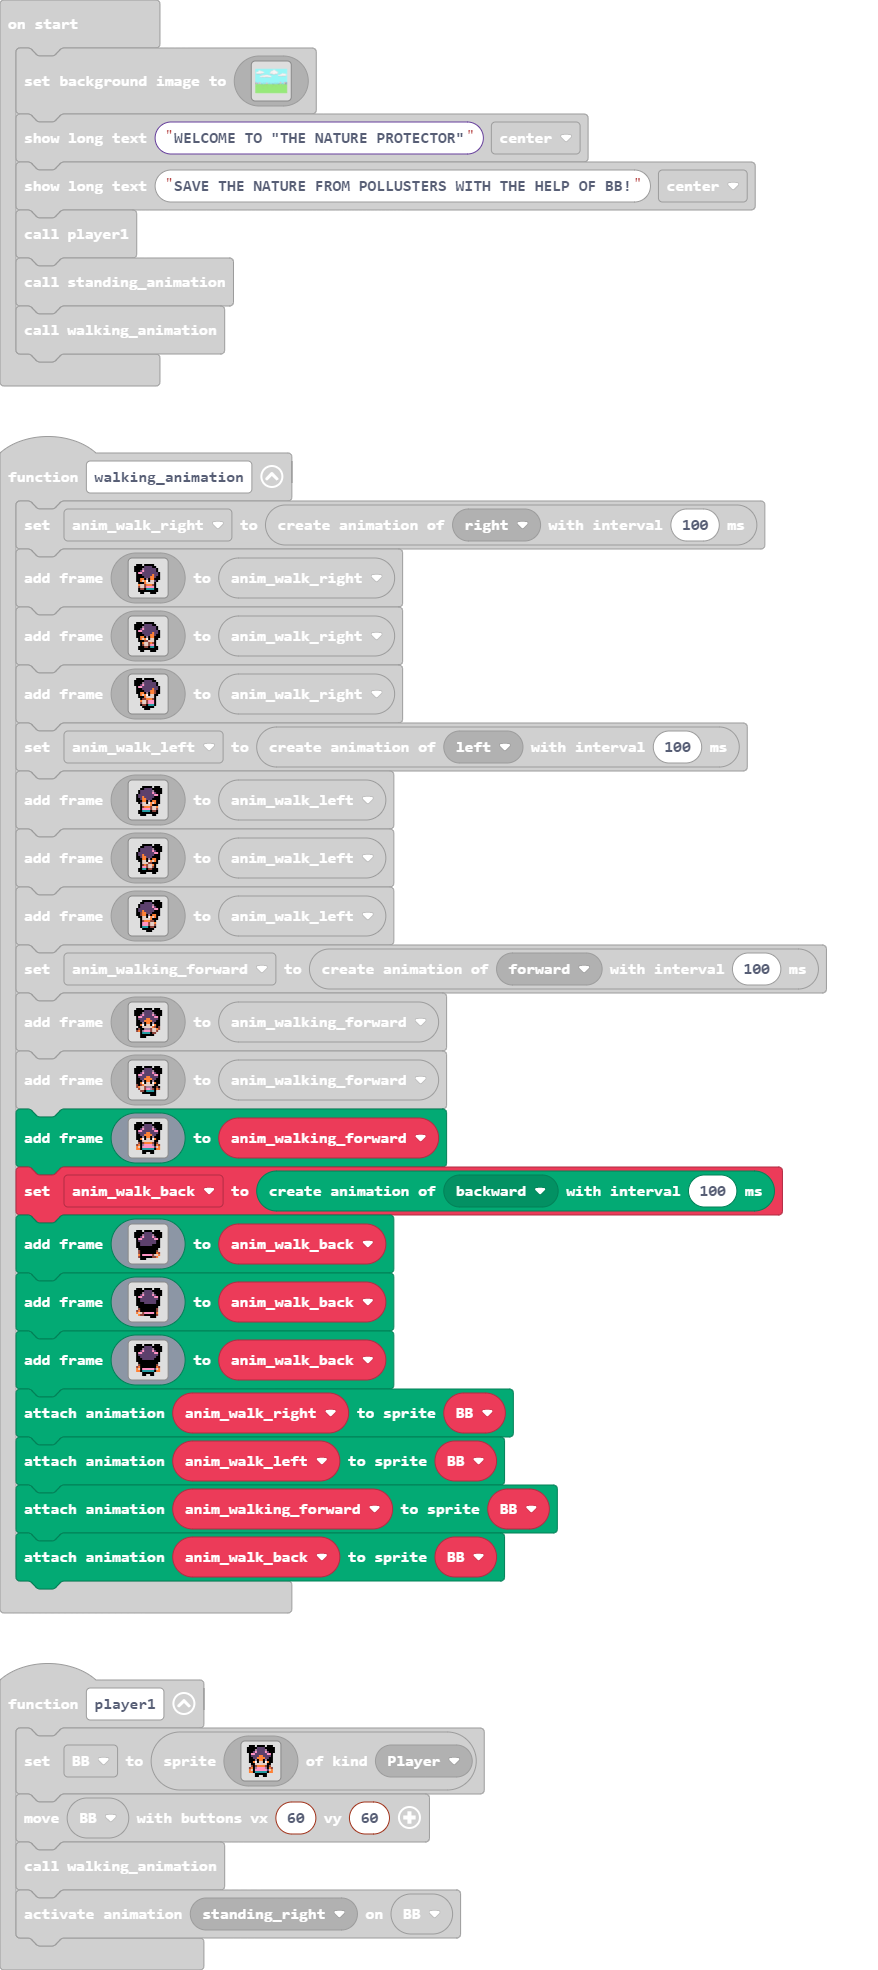 on start
set background image to
show long text "WELCOME TO "THE NATURE PROTECTOR"" center
show long text "SAVE THE NATURE FROM POLLUSTERS WITH THE HELP OF BB!" center
call player1
call standing_animation
call walking_animation
function walking_animation
set anim_walk_right to create animation of right with interval 100 ms
add frame to anim_walk_right
add frame to anim_walk_right
add frame to anim_walk_right
set anim_walk_left to create animation of left with interval 100 ms
add frame to anim_walk_left
add frame to anim_walk_left
add frame to anim_walk_left
set anim_walking_forward to create animation of forward with interval 100 ms
add frame to anim_walking_forward
add frame to anim_walking_forward
add frame to anim_walking_forward
set anim_walk_back to create animation of backward with interval 100 ms
add frame to anim_walk_back
add frame to anim_walk_back
add frame to anim_walk_back
attach animation anim_walk_right to sprite BB
attach animation anim_walk_left to sprite BB
attach animation anim_walking_forward to sprite BB
attach animation anim_walk_back to sprite BB
function player1
set BB to sprite of kind Player
move BB with buttons vx 60 vy 60
call walking_animation
activate animation standing_right on BB